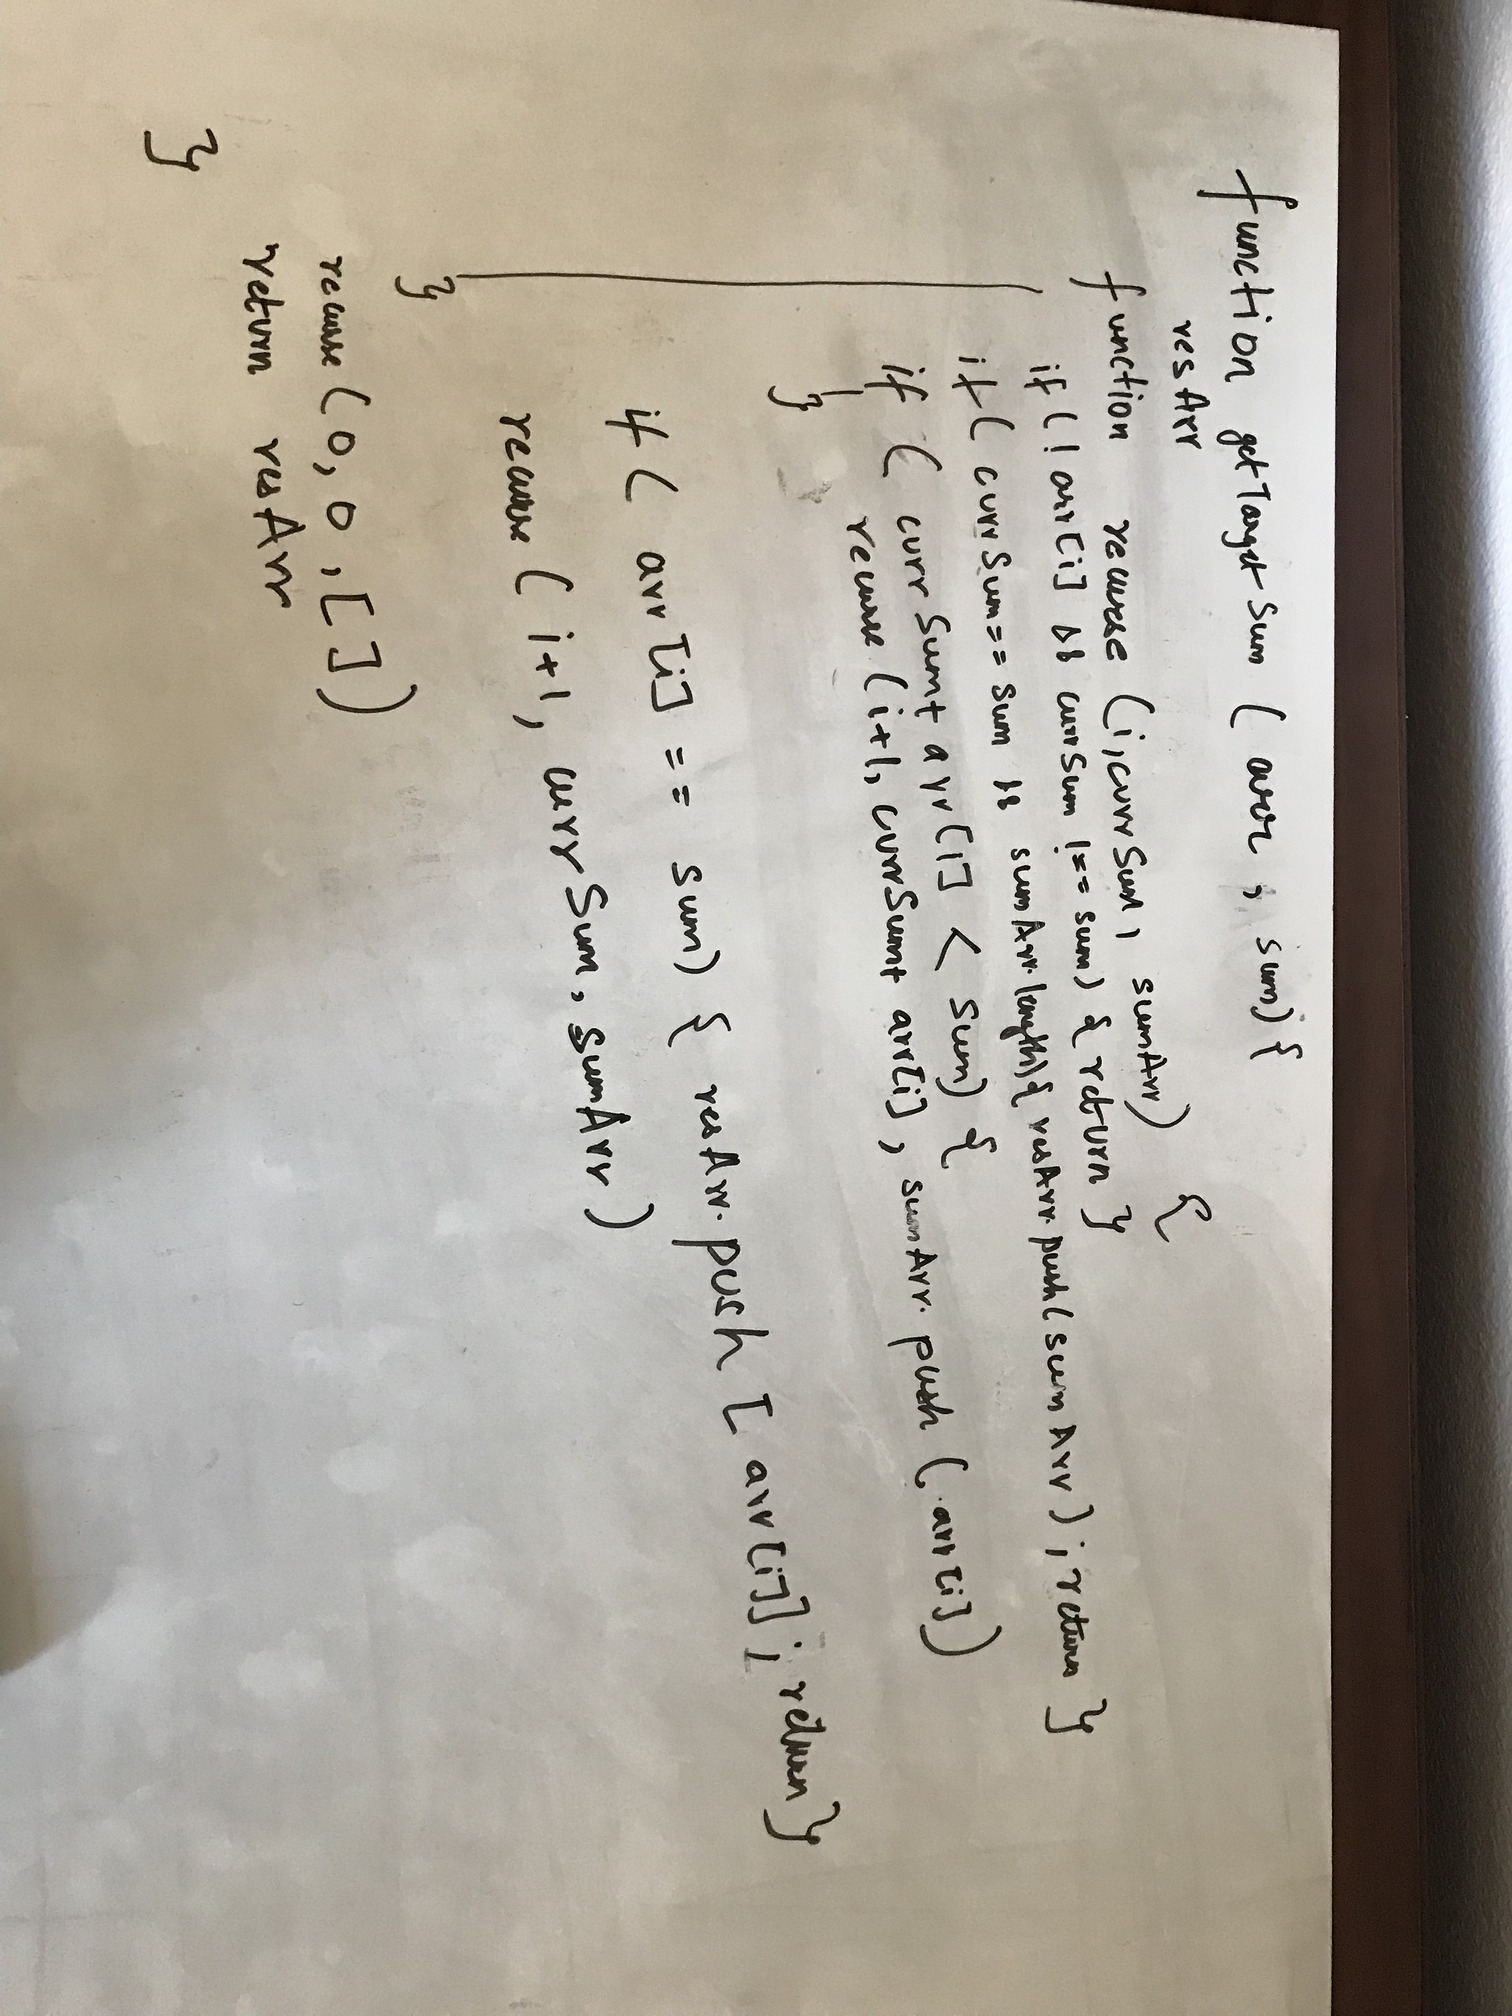 function getTargetSum ( arr , sum) {
resArr
function recurse (i, currSum, sumArr) {
if (! arr[i] && currSum !== sum) { return }
if ( currSum== sum && sumArr.length) { resArr.push( sumArr) ; return }
if ( currSum+ arr[i] < sum) {
recurse (i+1, currSum+ arr[i] , sumArr. push ( arr[i])
}
if ( arr [i] == sum) { resArr. push [ arr[i]] ; return }
recurse ( i+1, currSum, sumArr )
}
recurse (0, 0 , [ ])
return resArr
}